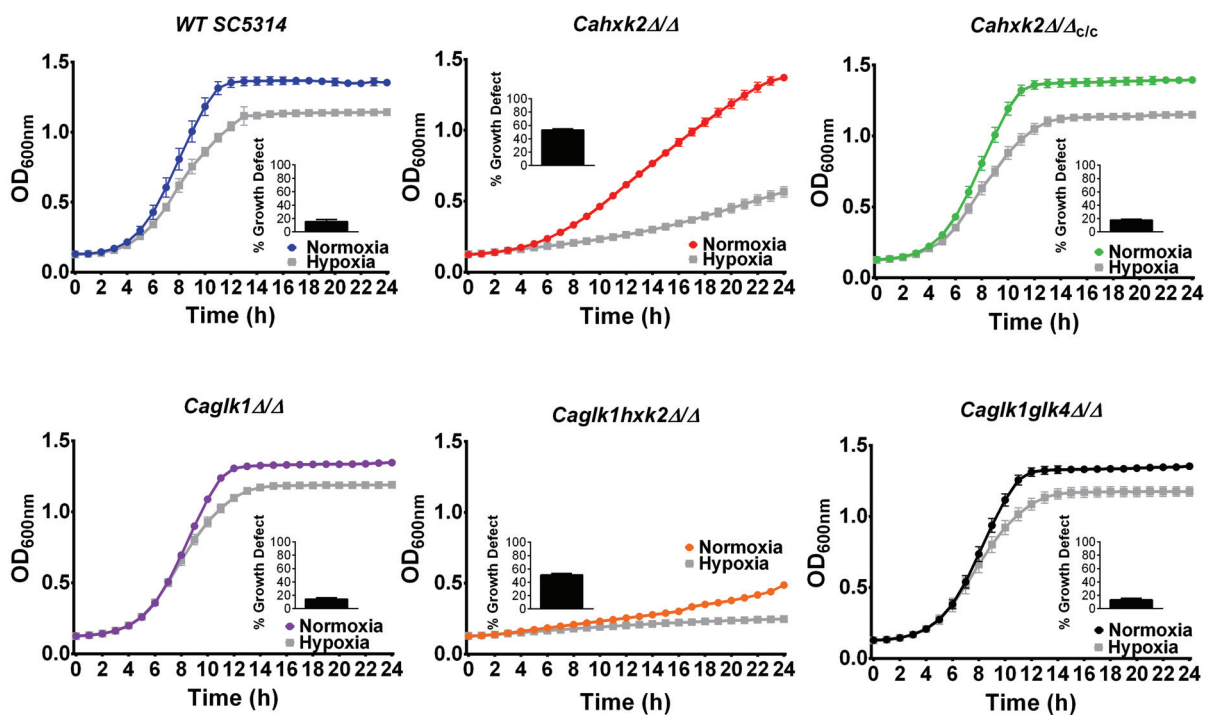 WT SC5314
1.5
1.0
0.5
0.0
OD600nm
% Growth Defect
100
80
60
40
20
0
Normoxia
Hypoxia
0 2 4 6 8 10 12 14 16 18 20 22 24
Time (h)
Cahxk2Δ/Δ
1.5
1.0
0.5
0.0
OD600nm
% Growth Defect
100
80
60
40
20
0
Normoxia
Hypoxia
0 2 4 6 8 10 12 14 16 18 20 22 24
Time (h)
Cahxk2Δ/Δc/c
1.5
1.0
0.5
0.0
OD600nm
% Growth Defect
100
80
60
40
20
0
Normoxia
Hypoxia
0 2 4 6 8 10 12 14 16 18 20 22 24
Time (h)
Caglk1Δ/Δ
1.5
1.0
0.5
0.0
OD600nm
% Growth Defect
100
80
60
40
20
0
Normoxia
Hypoxia
0 2 4 6 8 10 12 14 16 18 20 22 24
Time (h)
Caglk1hxk2Δ/Δ
1.5
1.0
0.5
0.0
OD600nm
% Growth Defect
100
80
60
40
20
0
Normoxia
Hypoxia
0 2 4 6 8 10 12 14 16 18 20 22 24
Time (h)
Caglk1glk4Δ/Δ
1.5
1.0
0.5
0.0
OD600nm
% Growth Defect
100
80
60
40
20
0
Normoxia
Hypoxia
0 2 4 6 8 10 12 14 16 18 20 22 24
Time (h)